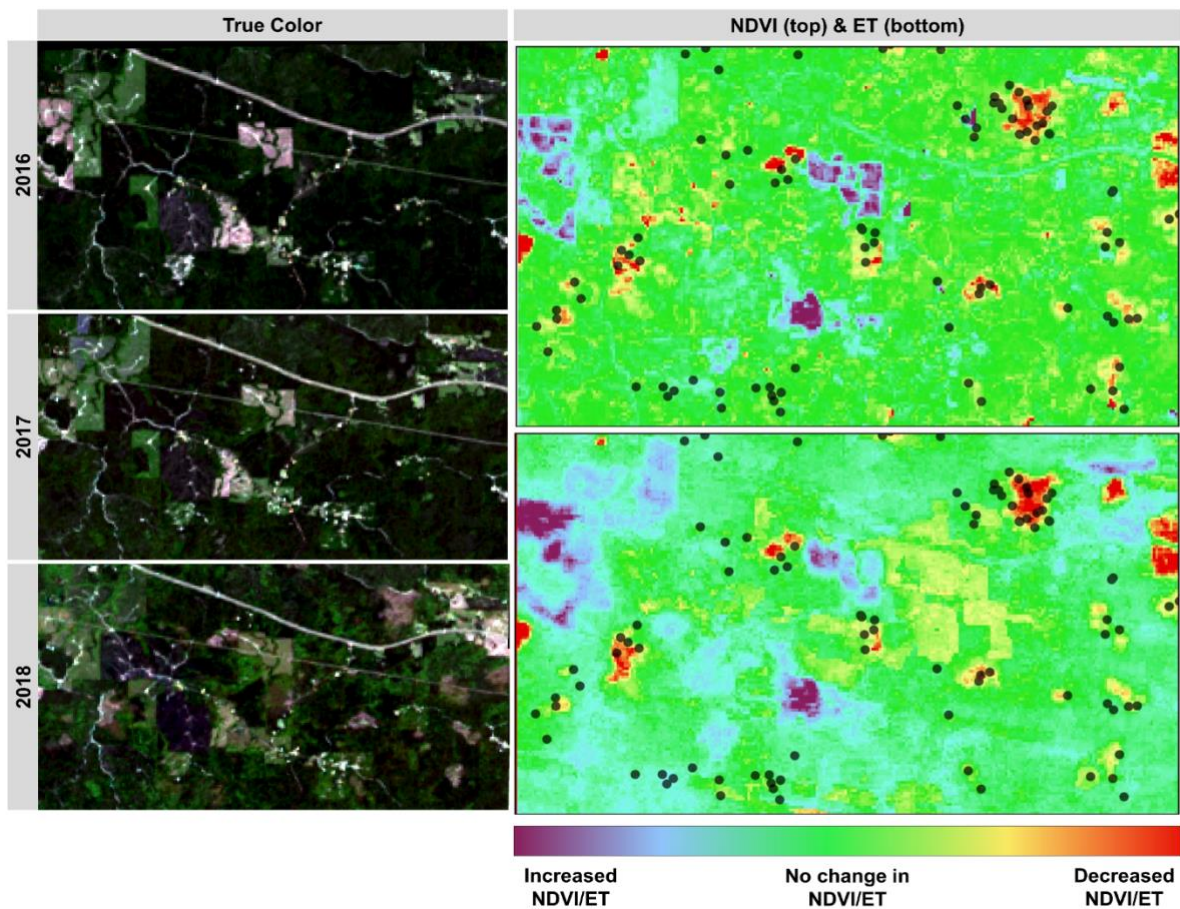 True Color
NDVI (top) & ET (bottom)
2016
2017
2018
Increased
NDVI/ET
No change in
NDVI/ET
Decreased
NDVI/ET